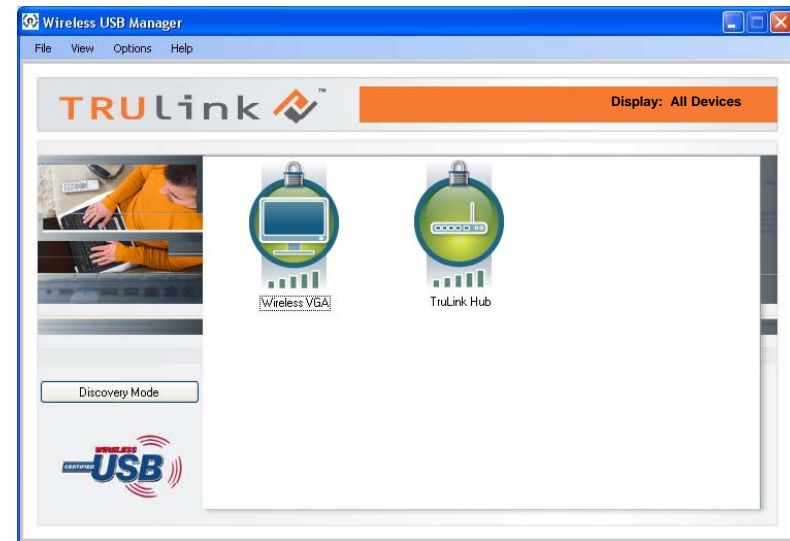 Wireless USB Manager
File View Options Help
TRULink™
Display: All Devices
Wireless VGA
TruLink Hub
Discovery Mode
WIRELESS
CERTIFIED USB